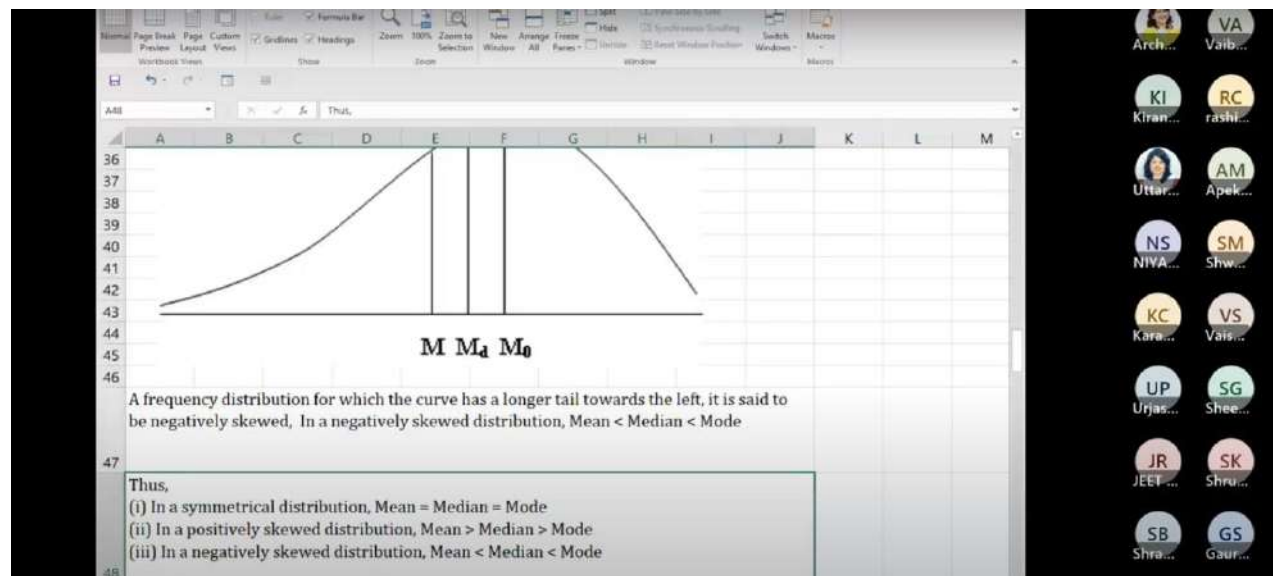 Ruler
Formula Bar
Gridlines
Headings
Normal
Page Break
Preview
Page
Layout
Custom
Views
Workbook Views
Show
Zoom
100%
Zoom to
Selection
Zoom
New
Window
Arrange
All
Freeze
Panes
Split
Hide
Unhide
View Side by Side
Synchronous Scrolling
Reset Window Position
Window
Switch
Windows
Macros
Macros
A48
fx
Thus,
A B C D E F G H I J K L M
36
37
38
39
40
41
42
43
44
45
46
M Md M0
A frequency distribution for which the curve has a longer tail towards the left, it is said to
be negatively skewed, In a negatively skewed distribution, Mean < Median < Mode
47
Thus,
(i) In a symmetrical distribution, Mean = Median = Mode
(ii) In a positively skewed distribution, Mean > Median > Mode
(iii) In a negatively skewed distribution, Mean < Median < Mode
48
VA
Arch... Vaib...
KI RC
Kiran... rashi...
AM
Uttar... Apek...
NS SM
NIYA... Shw...
KC VS
Kara... Vais...
UP SG
Urjas... Shee...
JR SK
JEET ... Shru...
SB GS
Shra... Gaur...